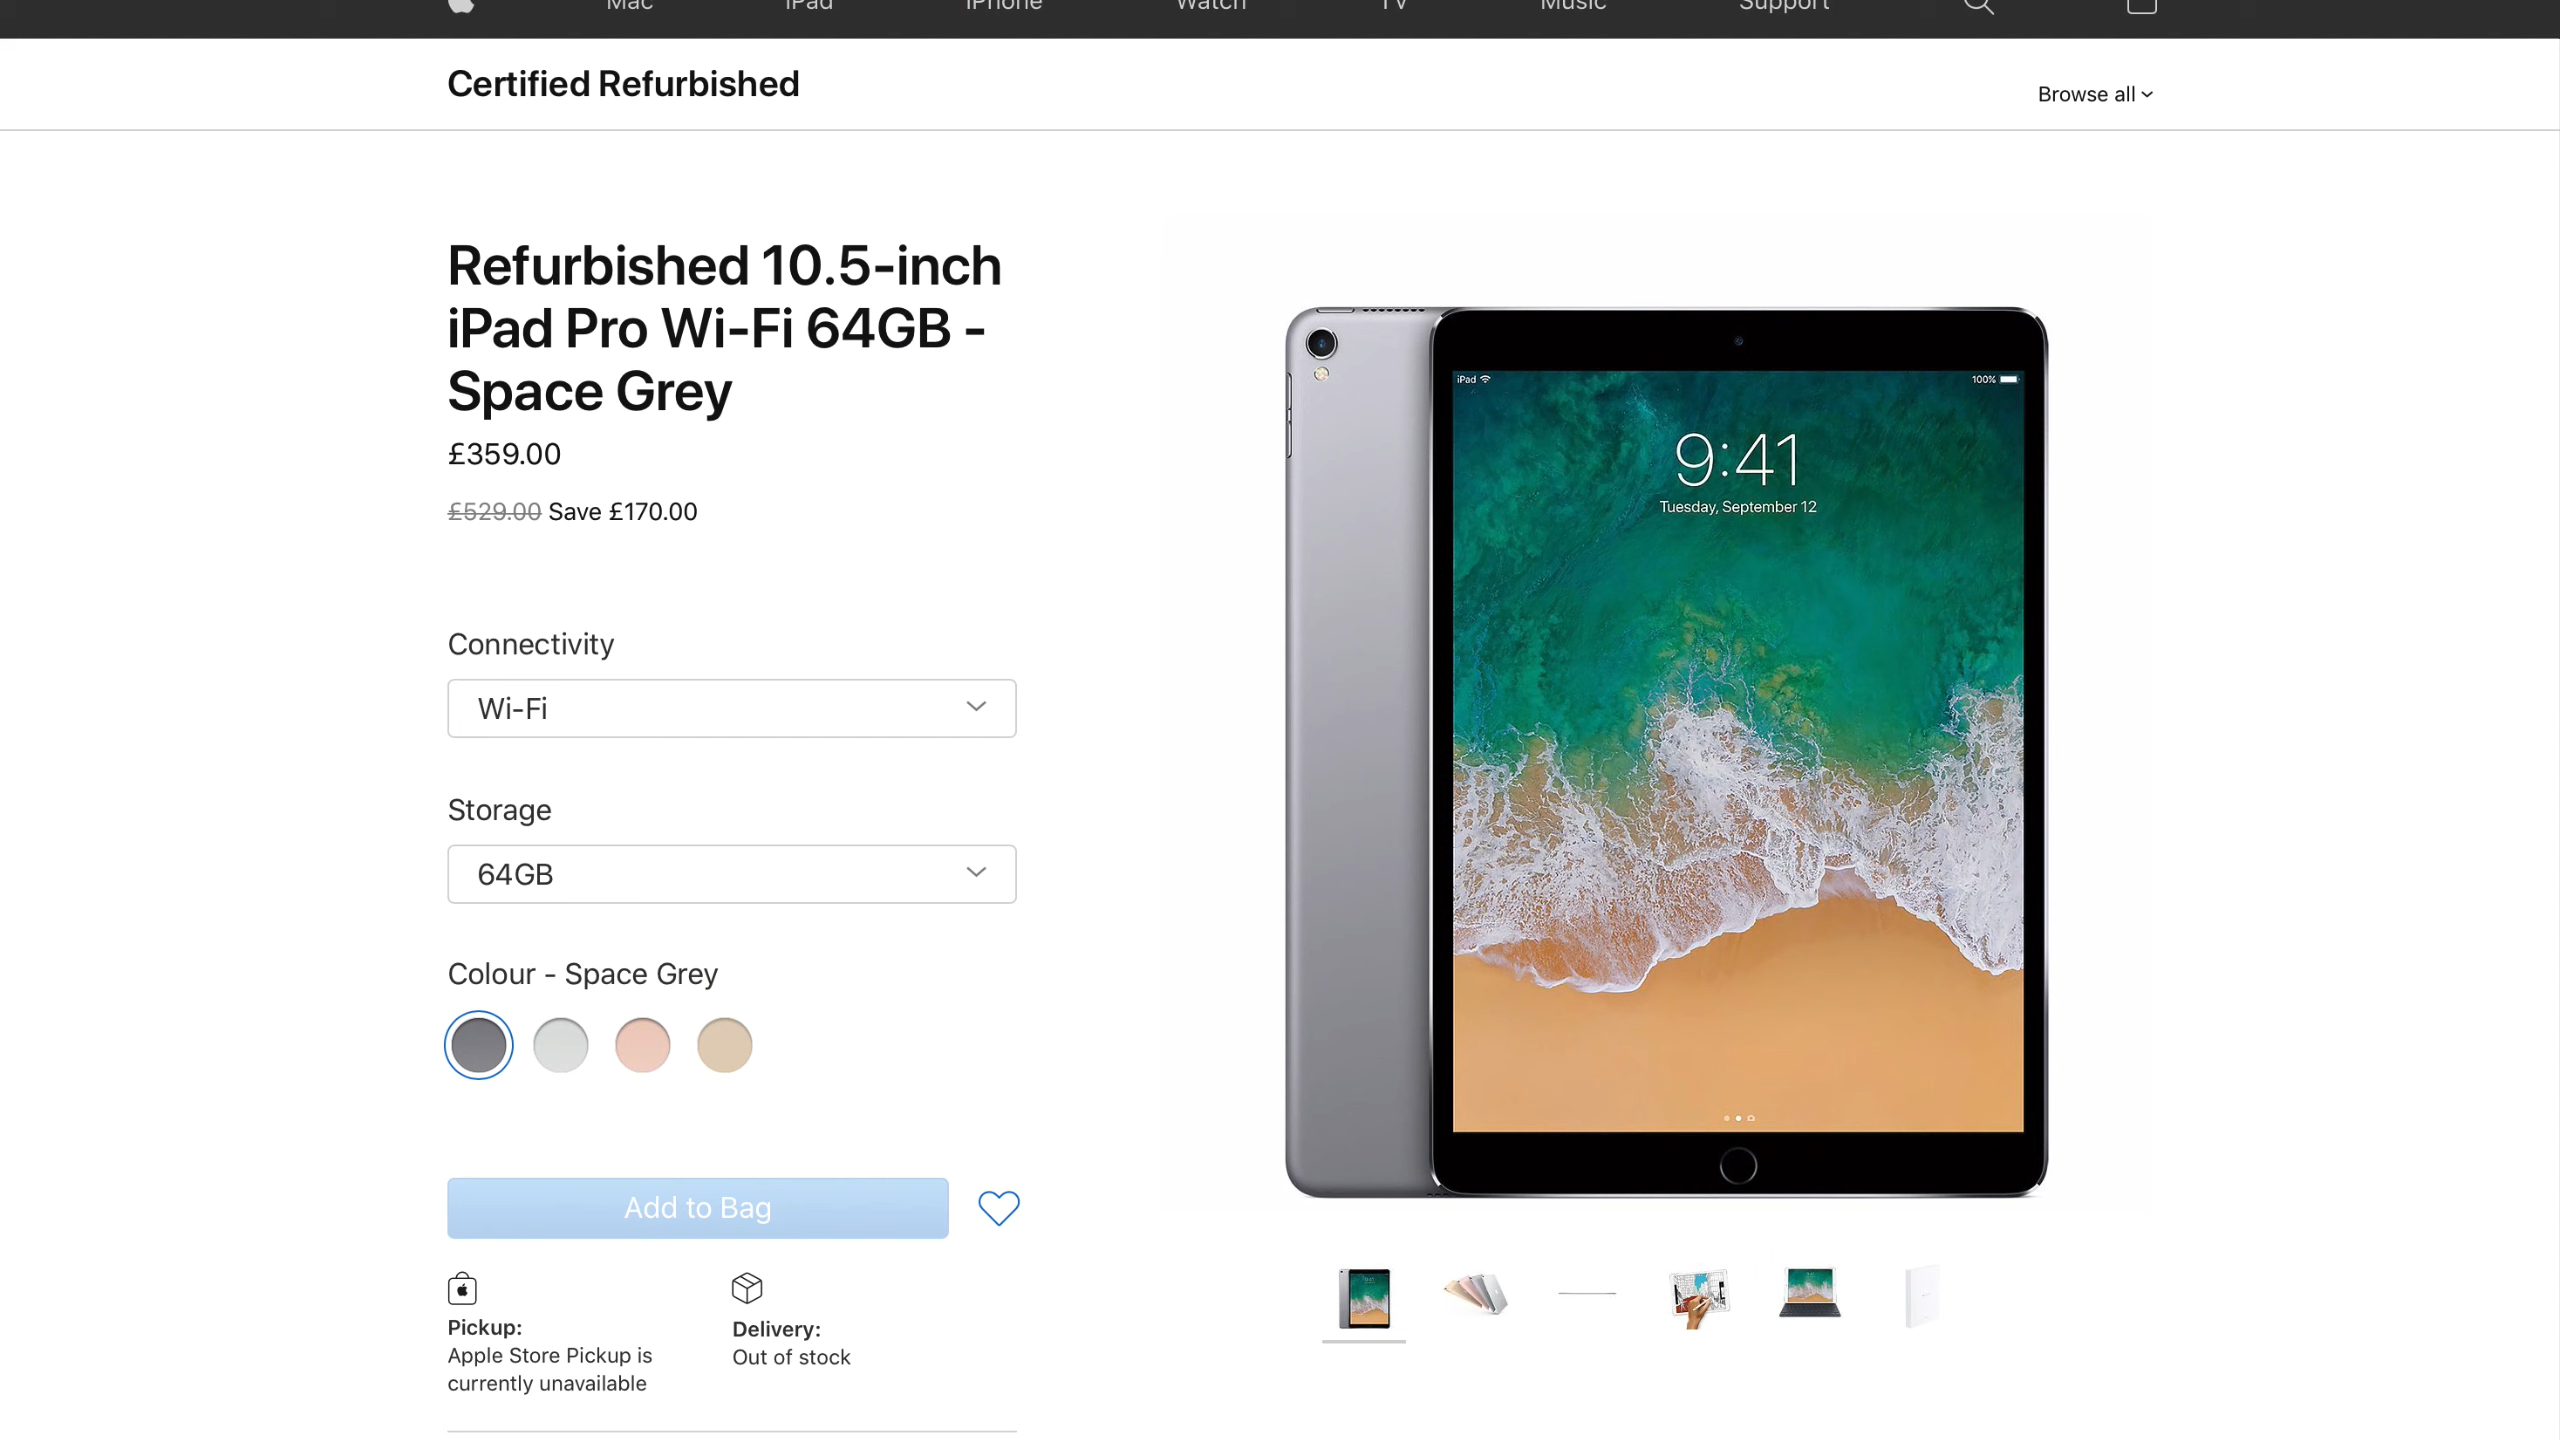 Mac iPad iPhone Watch TV Music Support
Certified Refurbished
Browse all
Refurbished 10.5-inch
iPad Pro Wi-Fi 64GB -
Space Grey
£359.00
£529.00 Save £170.00
Connectivity
Wi-Fi
Storage
64GB
Colour - Space Grey
Add to Bag
Pickup:
Apple Store Pickup is
currently unavailable
Delivery:
Out of stock
iPad 100%
9:41
Tuesday, September 12